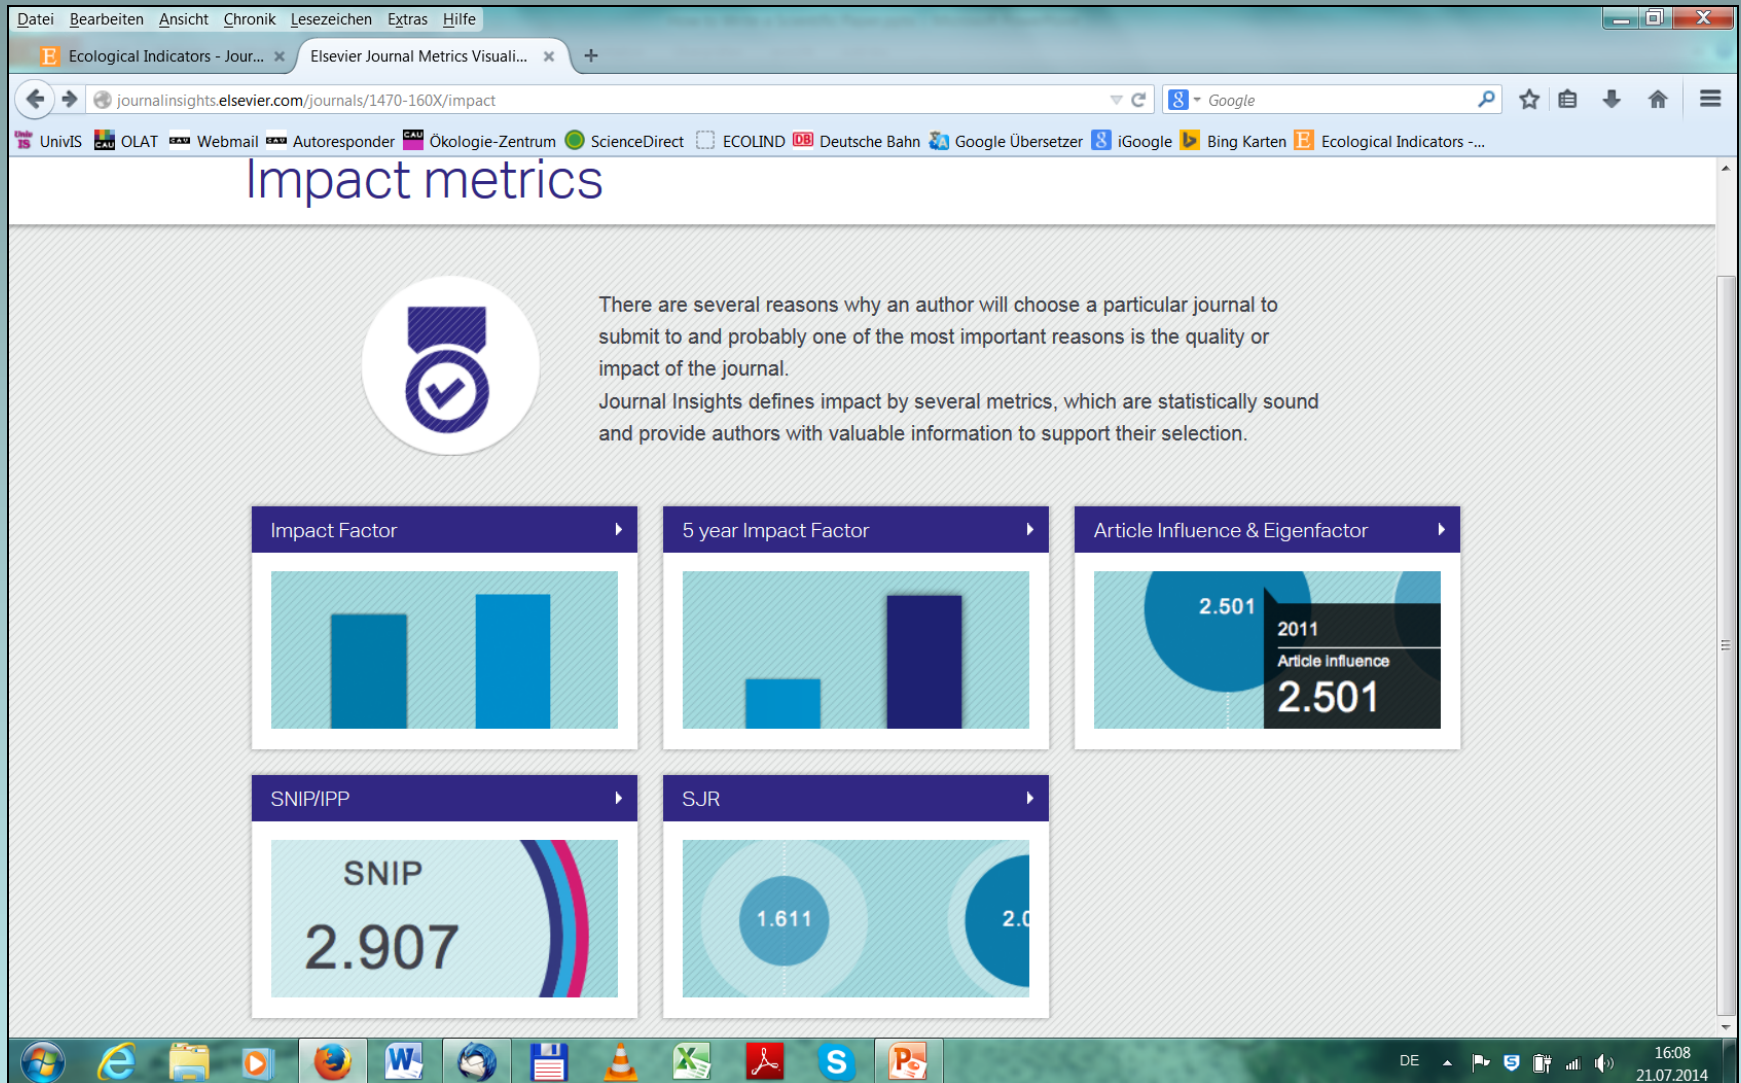 Datei Bearbeiten Ansicht Chronik Lesezeichen Extras Hilfe
Ecological Indicators - Jour... Elsevier Journal Metrics Visuali...
journalinsights.elsevier.com/journals/1470-160X/impact Google
UnivIS OLAT Webmail Autoresponder Ökologie-Zentrum ScienceDirect ECOLIND Deutsche Bahn Google Übersetzer iGoogle Bing Karten Ecological Indicators -...
Impact metrics
There are several reasons why an author will choose a particular journal to
submit to and probably one of the most important reasons is the quality or
impact of the journal.
Journal Insights defines impact by several metrics, which are statistically sound
and provide authors with valuable information to support their selection.
Impact Factor
5 year Impact Factor
Article Influence & Eigenfactor
2.501
2011
Article influence
2.501
SNIP/IPP
SJR
SNIP
2.907
1.611
2.0
DE
16:08
21.07.2014